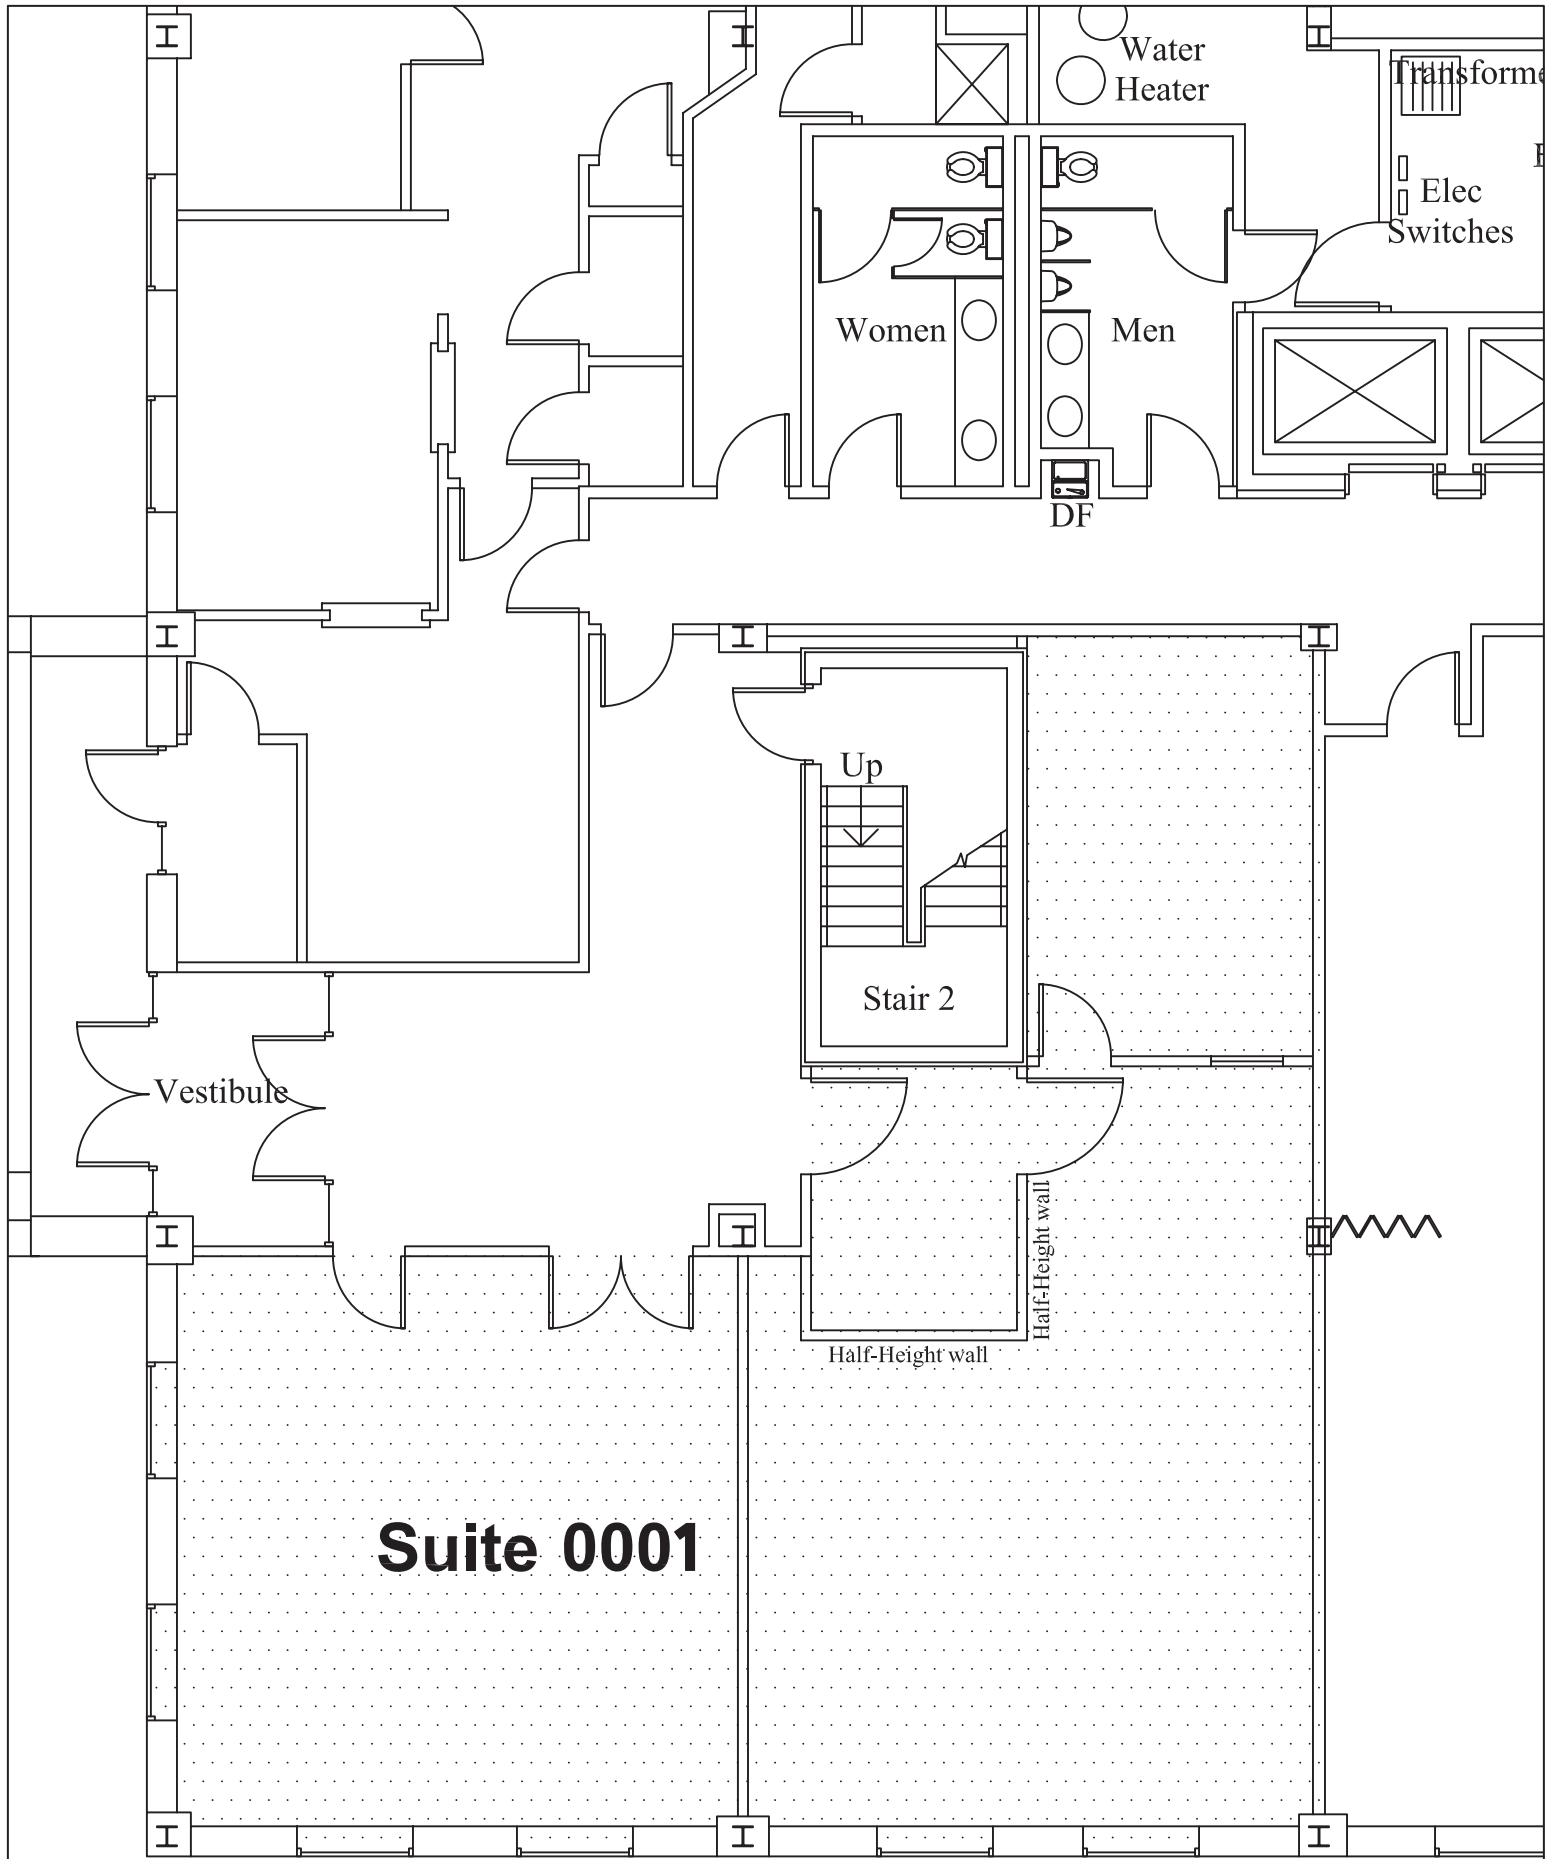 Water
Heater
Transforme
Elec
Switches
Women
Men
DF
Up
Stair 2
Vestibule
Half-Height wall
Half-Height wall
Suite 0001